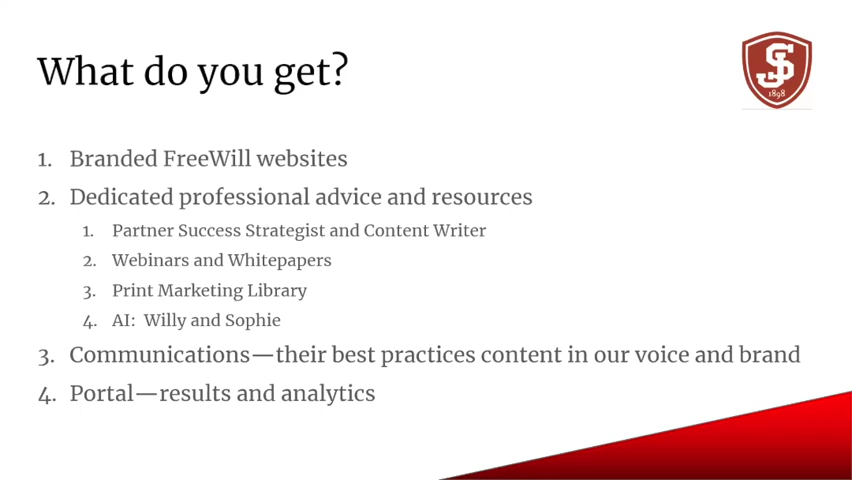 What do you get?
SJ
1898
1. Branded FreeWill websites
2. Dedicated professional advice and resources
1. Partner Success Strategist and Content Writer
2. Webinars and Whitepapers
3. Print Marketing Library
4. AI: Willy and Sophie
3. Communications—their best practices content in our voice and brand
4. Portal—results and analytics